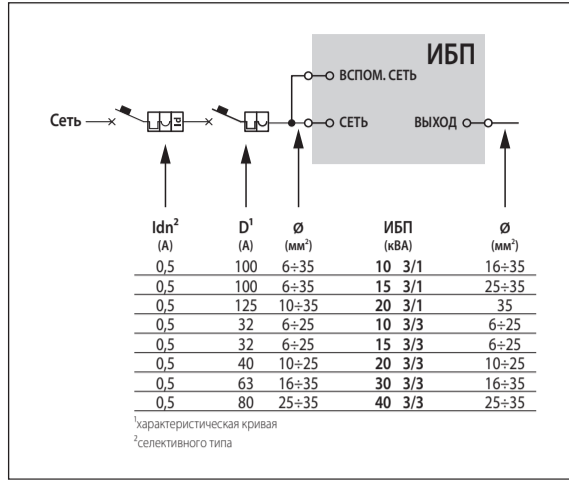 ИБП
ВСПОМ. СЕТЬ
Сеть
PI
СЕТЬ
ВЫХОД
Idn² D¹ Ø ИБП Ø
(А) (А) (мм²) (кВА) (мм²)
0,5 100 6÷35 10 3/1 16÷35
0,5 100 6÷35 15 3/1 25÷35
0,5 125 10÷35 20 3/1 35
0,5 32 6÷25 10 3/3 6÷25
0,5 32 6÷25 15 3/3 6÷25
0,5 40 10÷25 20 3/3 10÷25
0,5 63 16÷35 30 3/3 16÷35
0,5 80 25÷35 40 3/3 25÷35
¹характеристическая кривая
²селективного типа